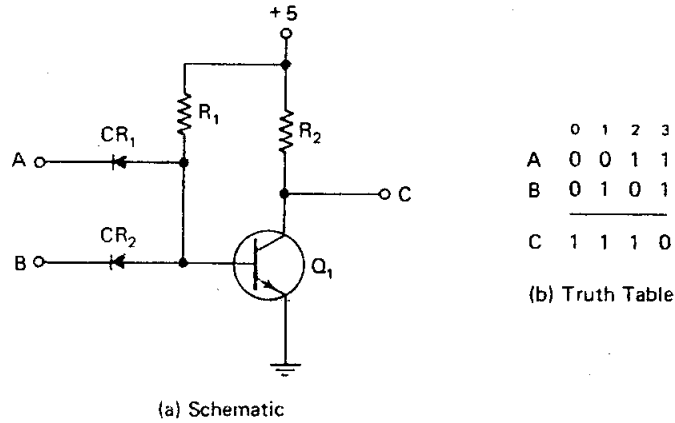 +5
R1
R2
CR1
A
C
CR2
B
Q1
(a) Schematic
0 1 2 3
A 0 0 1 1
B 0 1 0 1
C 1 1 1 0
(b) Truth Table